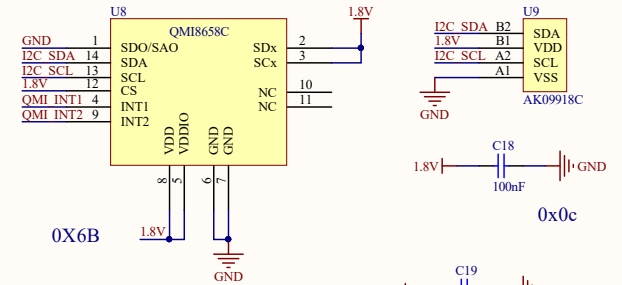 U8
QMI8658C
GND 1 SDO/SAO
I2C SDA 14 SDA
I2C SCL 13 SCL
1.8V 12 CS
QMI INT1 4 INT1
QMI INT2 9 INT2
SDx 2
SCx 3
1.8V
NC 10
NC 11
VDD VDDIO GND GND
8 5 6 7
1.8V
GND
0X6B
U9
I2C SDA B2 SDA
1.8V B1 VDD
I2C SCL A2 SCL
A1 VSS
GND
AK09918C
C18
1.8V GND
100nF
0x0c
C19